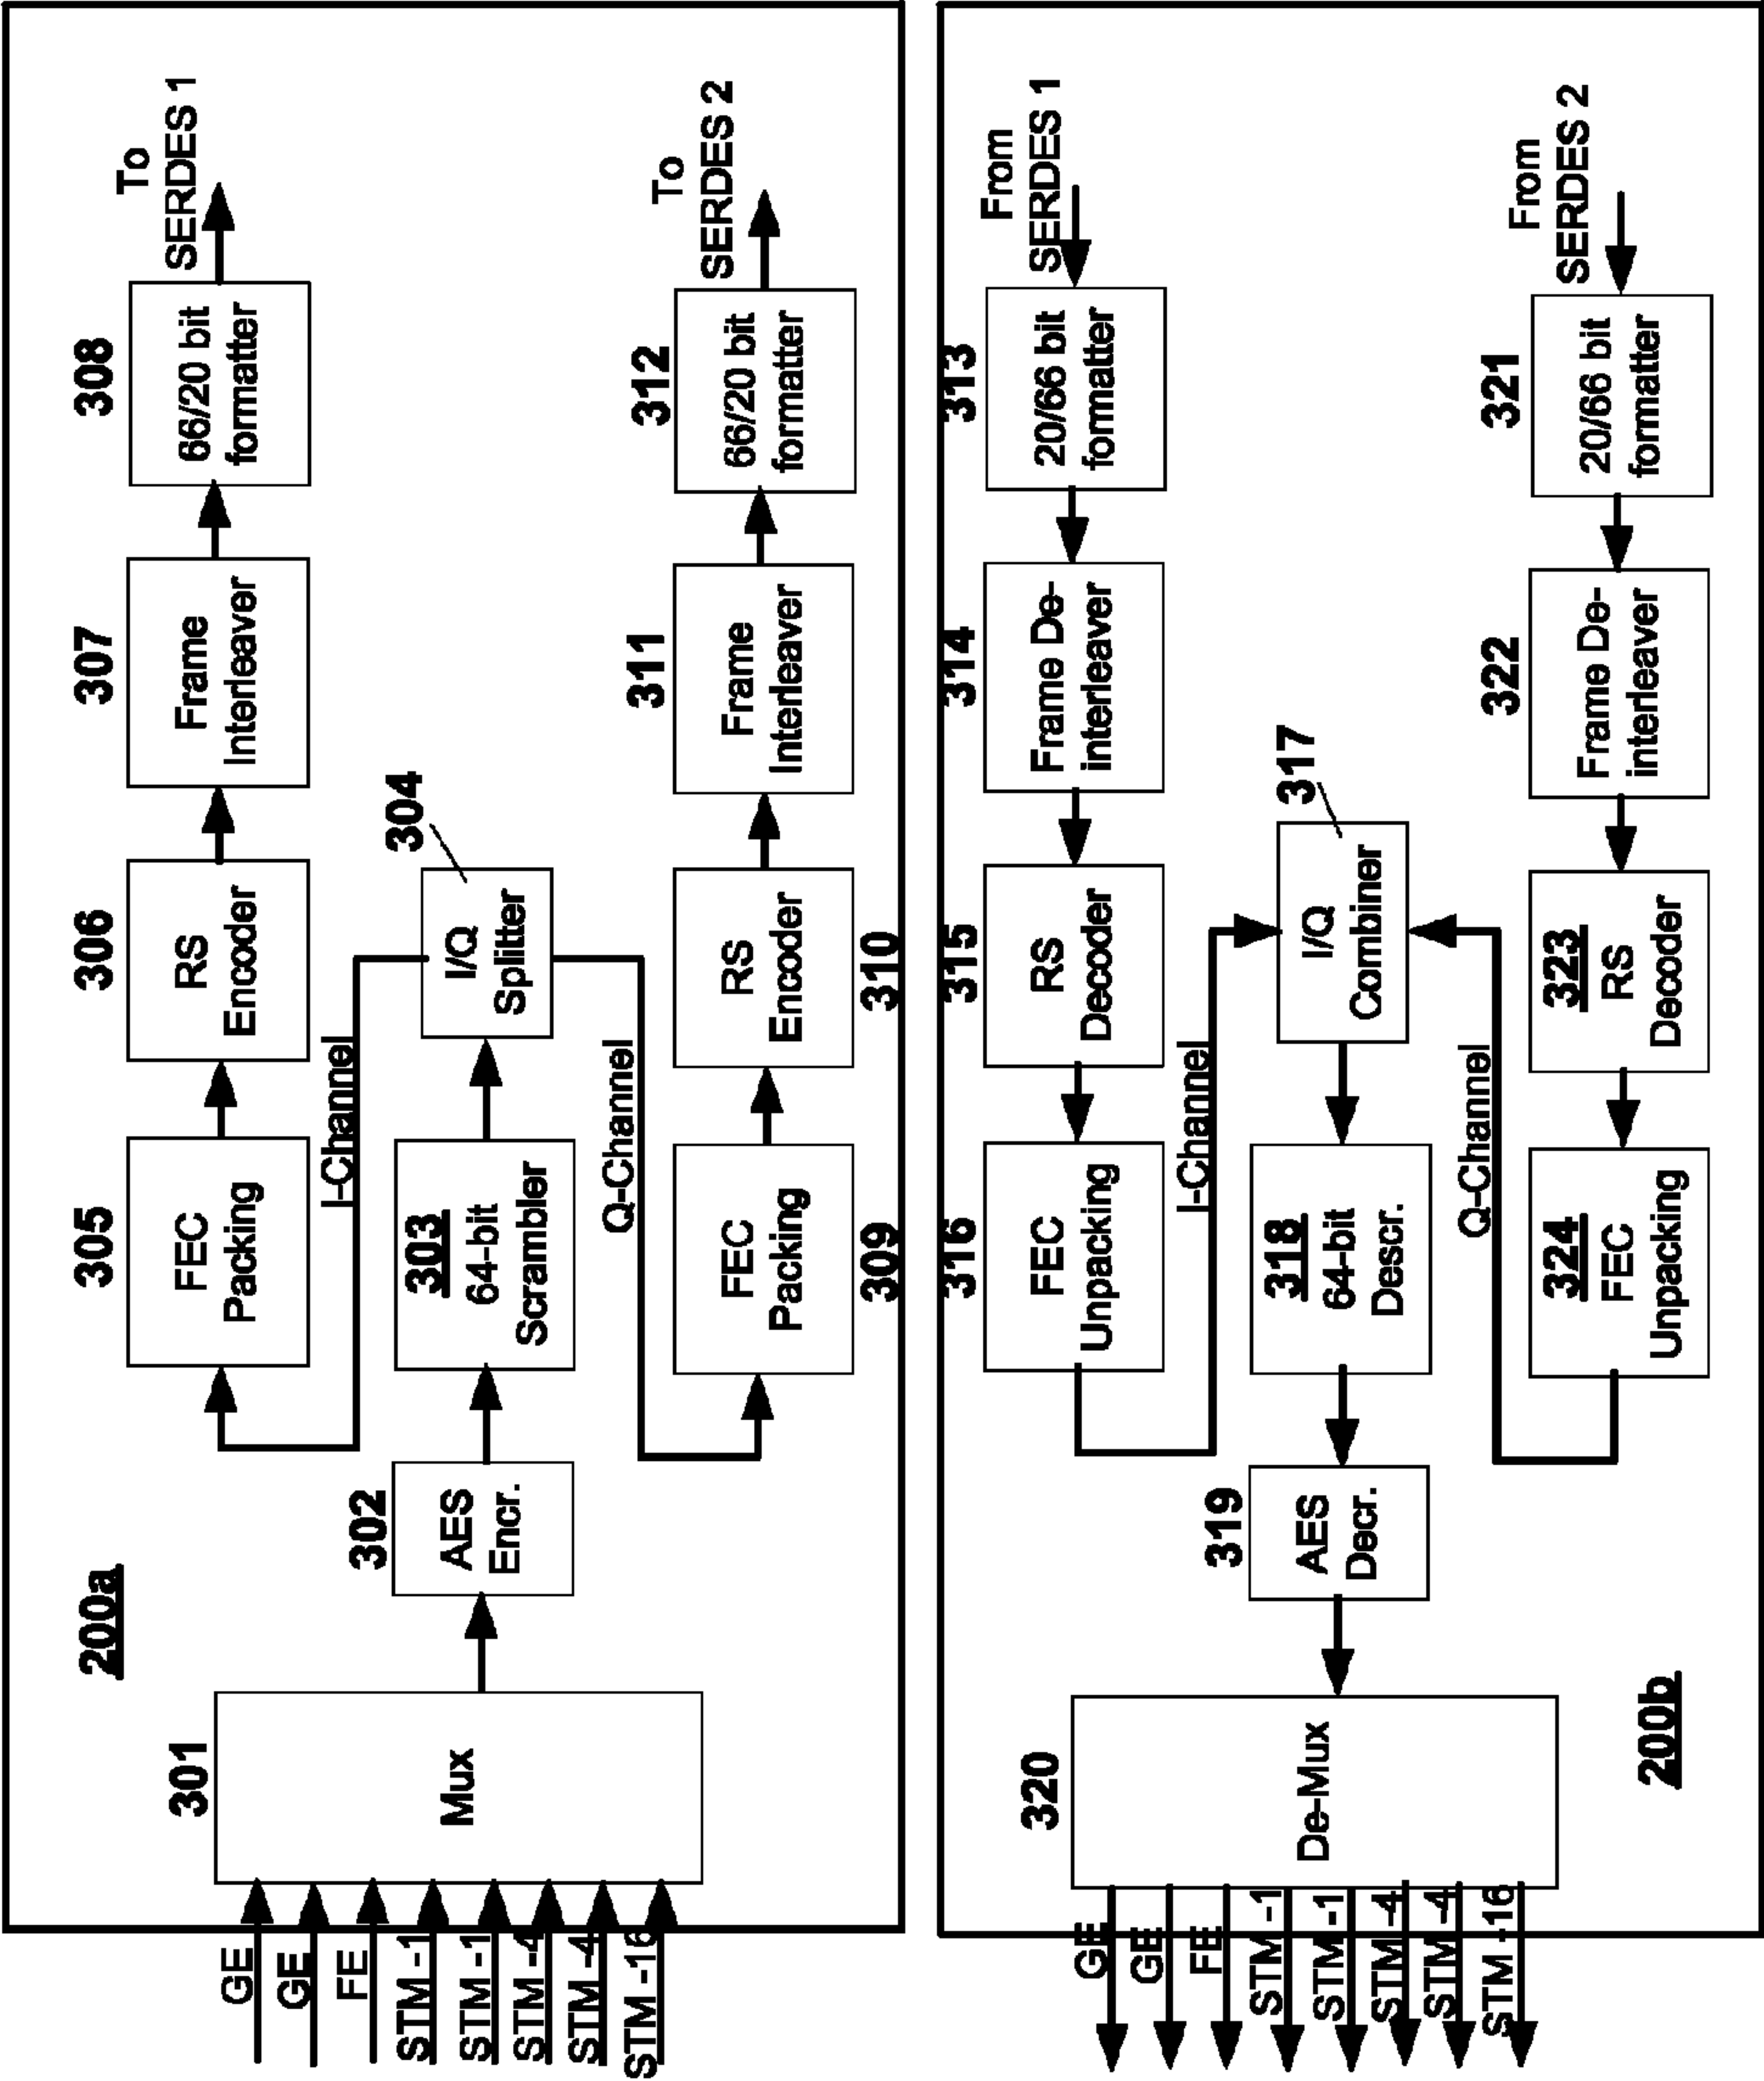 200a
GE
GE
FE
STM -1
STM -1
STM -4
STM -4
STM -16
301
Mux
302
AES
Encr.
303
64-bit
Scrambler
304
I/Q
Splitter
I-Channel
305
FEC
Packing
306
RS
Encoder
307
Frame
Interleaver
308
66/20 bit
formatter
To
SERDES 1
Q-Channel
FEC
Packing
309
RS
Encoder
310
311
Frame
Interleaver
312
66/20 bit
formatter
To
SERDES 2
200b
From
SERDES 1
313
20/66 bit
formatter
314
Frame De-
interleaver
315
RS
Decoder
316
FEC
Unpacking
I-Channel
317
I/Q
Combiner
318
64-bit
Descr.
319
AES
Decr.
320
De-Mux
GE
GE
FE
STM -1
STM -1
STM -4
STM -4
STM -16
From
SERDES 2
321
20/66 bit
formatter
322
Frame De-
interleaver
323
RS
Decoder
324
FEC
Unpacking
Q-Channel